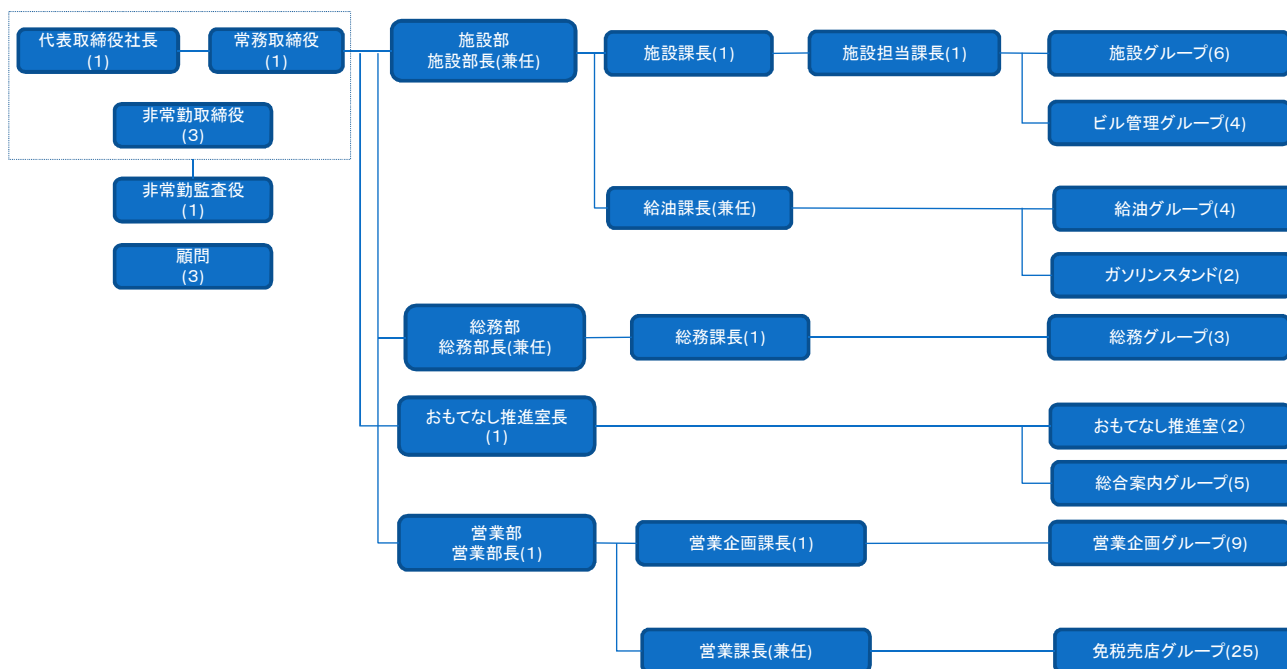 代表取締役社長
(1)
常務取締役
(1)
非常勤取締役
(3)
非常勤監査役
(1)
顧問
(3)
施設部
施設部長(兼任)
施設課長(1)
施設担当課長(1)
施設グループ(6)
ビル管理グループ(4)
給油課長(兼任)
給油グループ(4)
ガソリンスタンド(2)
総務部
総務部長(兼任)
総務課長(1)
総務グループ(3)
おもてなし推進室長
(1)
おもてなし推進室（2）
総合案内グループ(5)
営業部
営業部長(1)
営業企画課長(1)
営業企画グループ(9)
営業課長(兼任)
免税売店グループ(25)